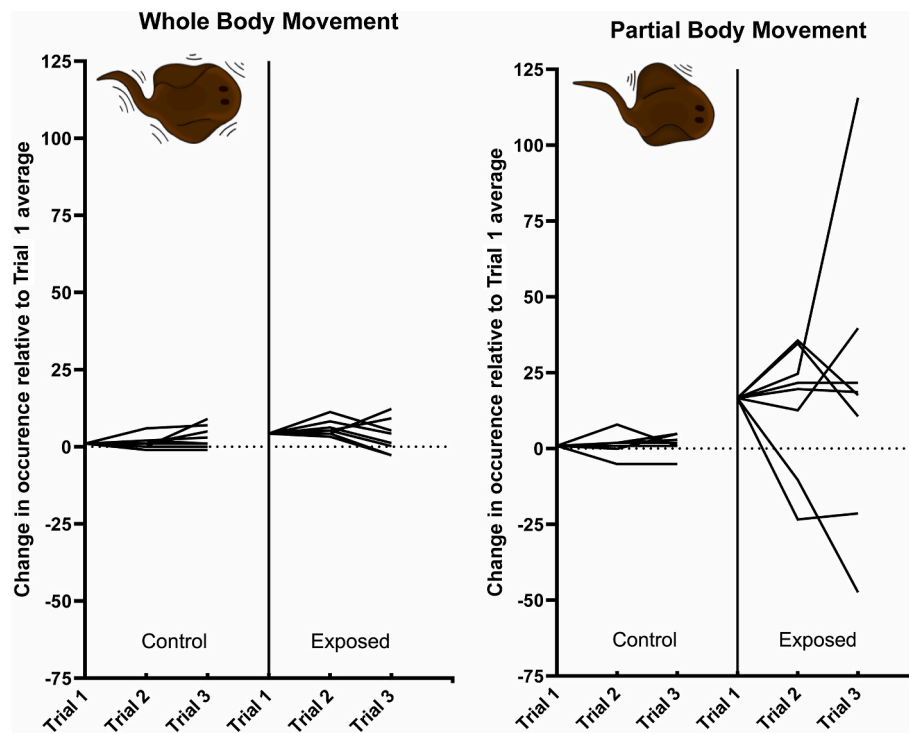 Whole Body Movement
Change in occurence relative to Trial 1 average
125
100
75
50
25
0
-25
-50
-75
Control
Exposed
Trial 1
Trial 2
Trial 3
Trial 1
Trial 2
Trial 3
Partial Body Movement
Change in occurence relative to Trial 1 average
125
100
75
50
25
0
-25
-50
-75
Control
Exposed
Trial 1
Trial 2
Trial 3
Trial 1
Trial 2
Trial 3